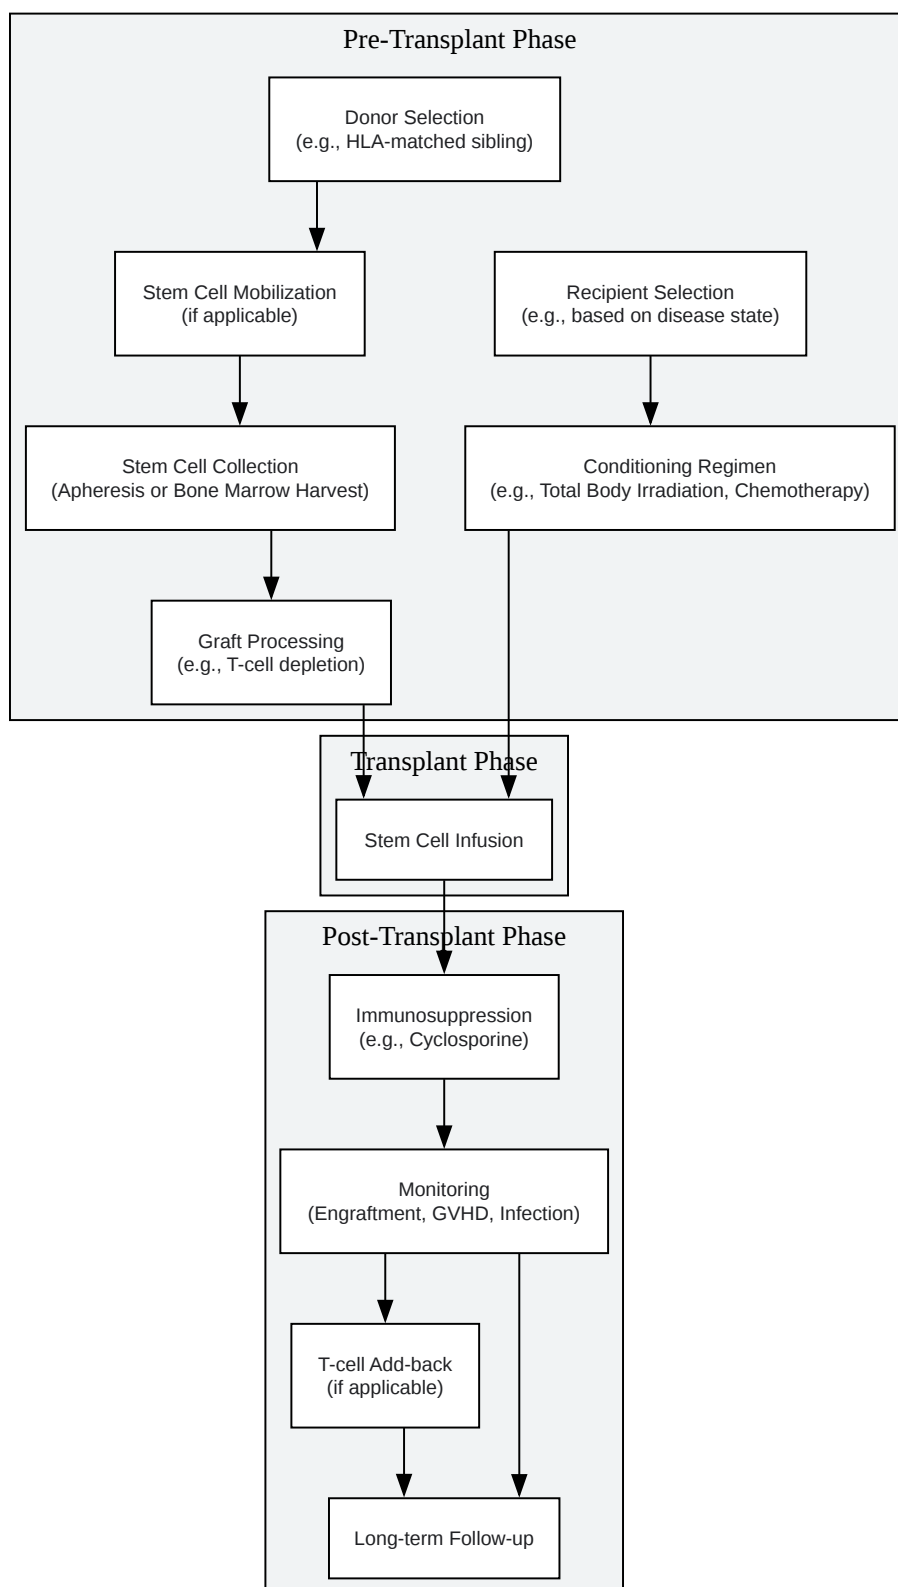 Pre-Transplant Phase
Donor Selection
(e.g., HLA-matched sibling)
Stem Cell Mobilization
(if applicable)
Recipient Selection
(e.g., based on disease state)
Stem Cell Collection
(Apheresis or Bone Marrow Harvest)
Conditioning Regimen
(e.g., Total Body Irradiation, Chemotherapy)
Graft Processing
(e.g., T-cell depletion)
Transplant Phase
Stem Cell Infusion
Post-Transplant Phase
Immunosuppression
(e.g., Cyclosporine)
Monitoring
(Engraftment, GVHD, Infection)
T-cell Add-back
(if applicable)
Long-term Follow-up